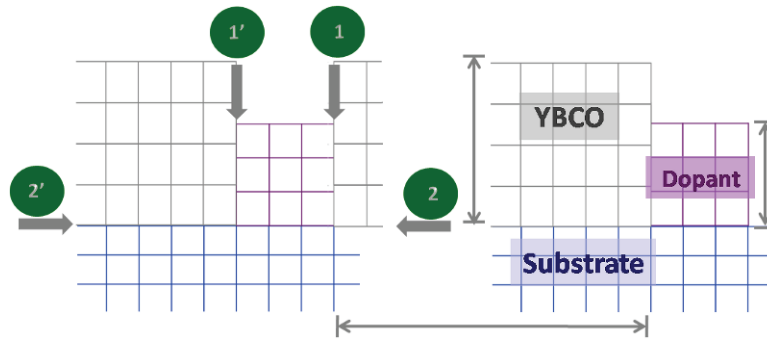 1’
1
YBCO
2’
2
Dopant
Substrate